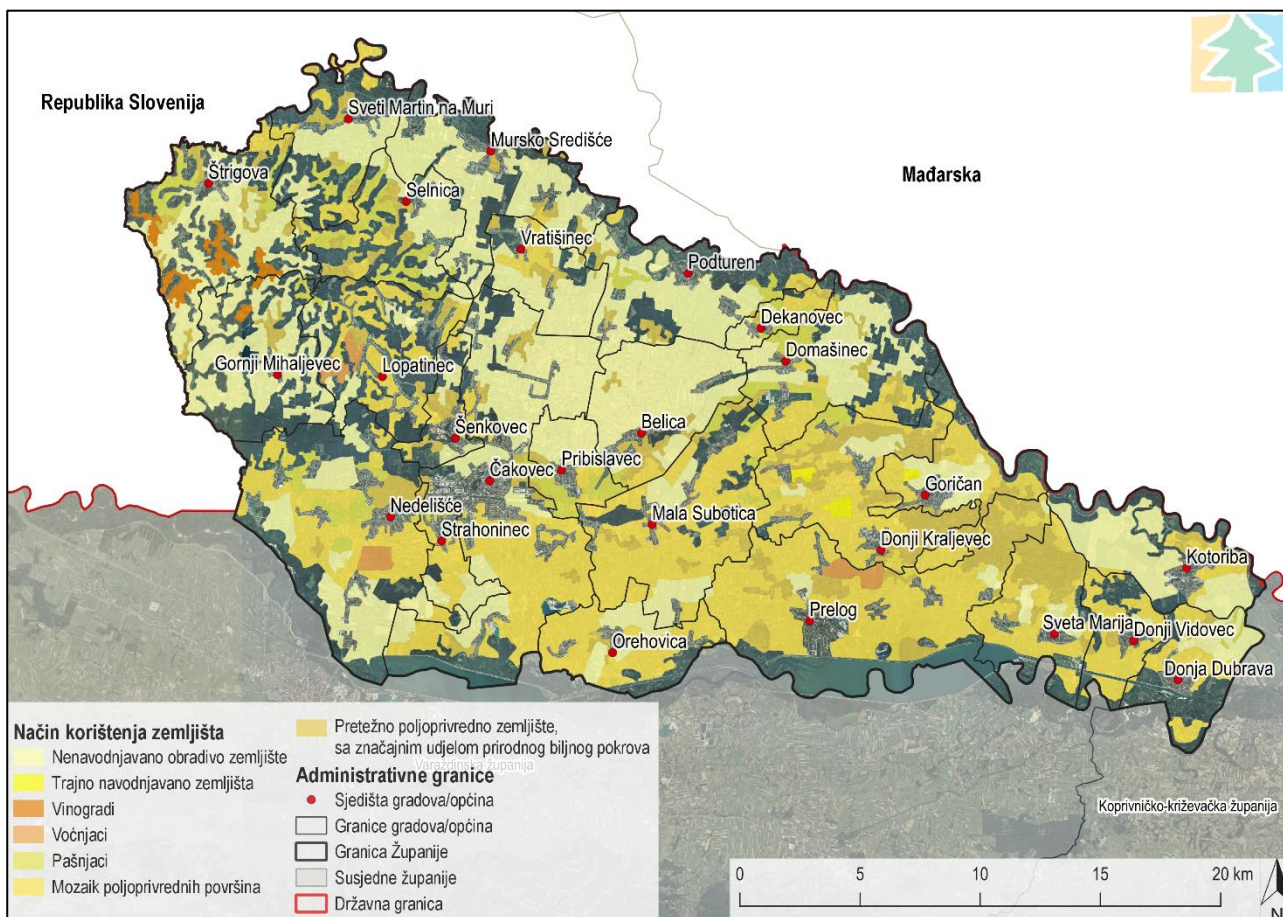 Republika Slovenija
Sveti Martin na Muri
Mursko Središće
Mađarska
Štrigova
Selnica
Vratišinec
Podturen
Dekanovec
Domašinec
Gornji Mihaljevec
Lopatinec
Šenkovec
Belica
Pribislavec
Čakovec
Goričan
Nedelišće
Mala Subotica
Strahoninec
Donji Kraljevec
Kotoriba
Prelog
Sveta Marija
Donji Vidovec
Orehovica
Donja Dubrava
Način korištenja zemljišta
Nenavodnjavano obradivo zemljište
Trajno navodnjavano zemljišta
Vinogradi
Voćnjaci
Pašnjaci
Mozaik poljoprivrednih površina
Pretežno poljoprivredno zemljište,
sa značajnim udjelom prirodnog biljnog pokrova
Varaždinska županija
Administrativne granice
Sjedišta gradova/općina
Granice gradova/općina
Granica Županije
Susjedne županije
Državna granica
Koprivničko-križevačka županija
0 5 10 15 20 km
N